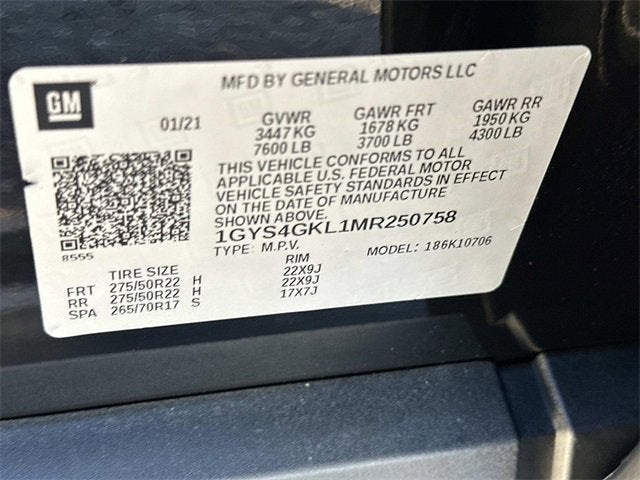 GM
MFD BY GENERAL MOTORS LLC
01/21 GVWR GAWR FRT GAWR RR
3447 KG 1678 KG 1950 KG
7600 LB 3700 LB 4300 LB
THIS VEHICLE CONFORMS TO ALL
APPLICABLE U.S. FEDERAL MOTOR
VEHICLE SAFETY STANDARDS IN EFFECT
ON THE DATE OF MANUFACTURE
SHOWN ABOVE.
1GYS4GKL1MR250758
8555 TYPE: M.P.V. MODEL: 186K10706
TIRE SIZE RIM
FRT 275/50R22 H 22X9J
RR 275/50R22 H 22X9J
SPA 265/70R17 S 17X7J